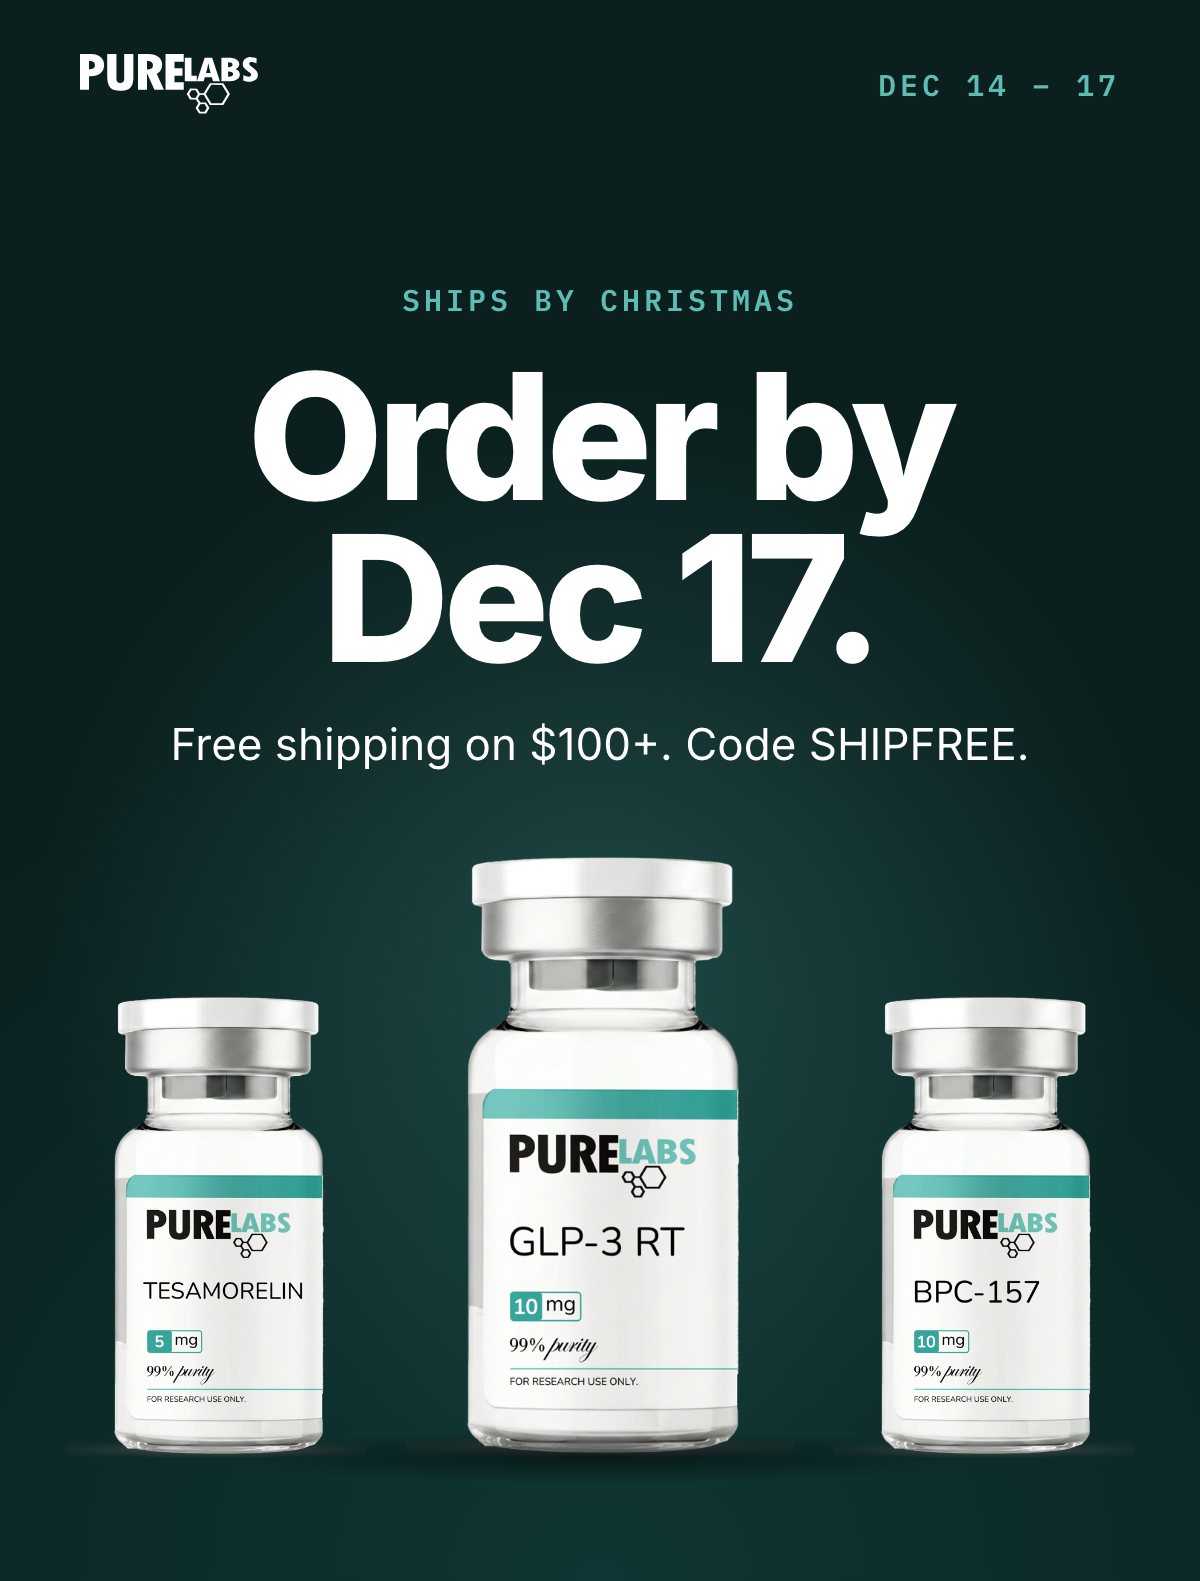 PURELABS
DEC 14 – 17
SHIPS BY CHRISTMAS
Order by
Dec 17.
Free shipping on $100+. Code SHIPFREE.
PURELABS
TESAMORELIN
5 mg
99% purity
FOR RESEARCH USE ONLY.
PURELABS
GLP-3 RT
10 mg
99% purity
FOR RESEARCH USE ONLY.
PURELABS
BPC-157
10 mg
99% purity
FOR RESEARCH USE ONLY.